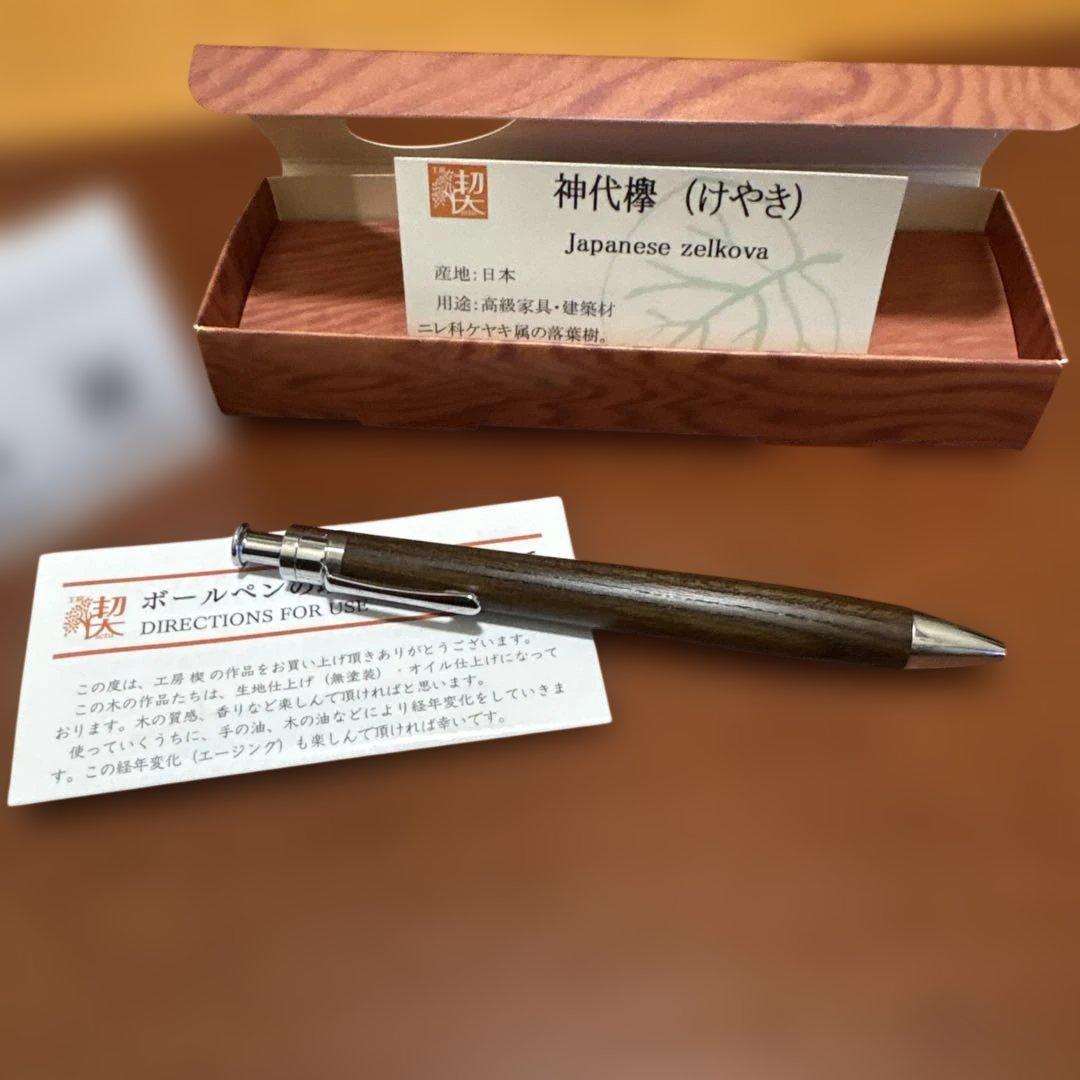 工房
楔
神代欅 (けやき)
Japanese zelkova
産地:日本
用途:高級家具・建築材
ニレ科ケヤキ属の落葉樹。
工房
楔
ボールペンの
DIRECTIONS FOR USE
この度は、工房 楔 の作品をお買い上げ頂きありがとうございます。
この木の作品たちは、生地仕上げ(無塗装)・オイル仕上げになって
おります。木の質感、香りなど楽しんで頂ければと思います。
使っていくうちに、手の油、木の油などにより経年変化をしていきま
す。この経年変化(エージング)も楽しんで頂ければ幸いです。